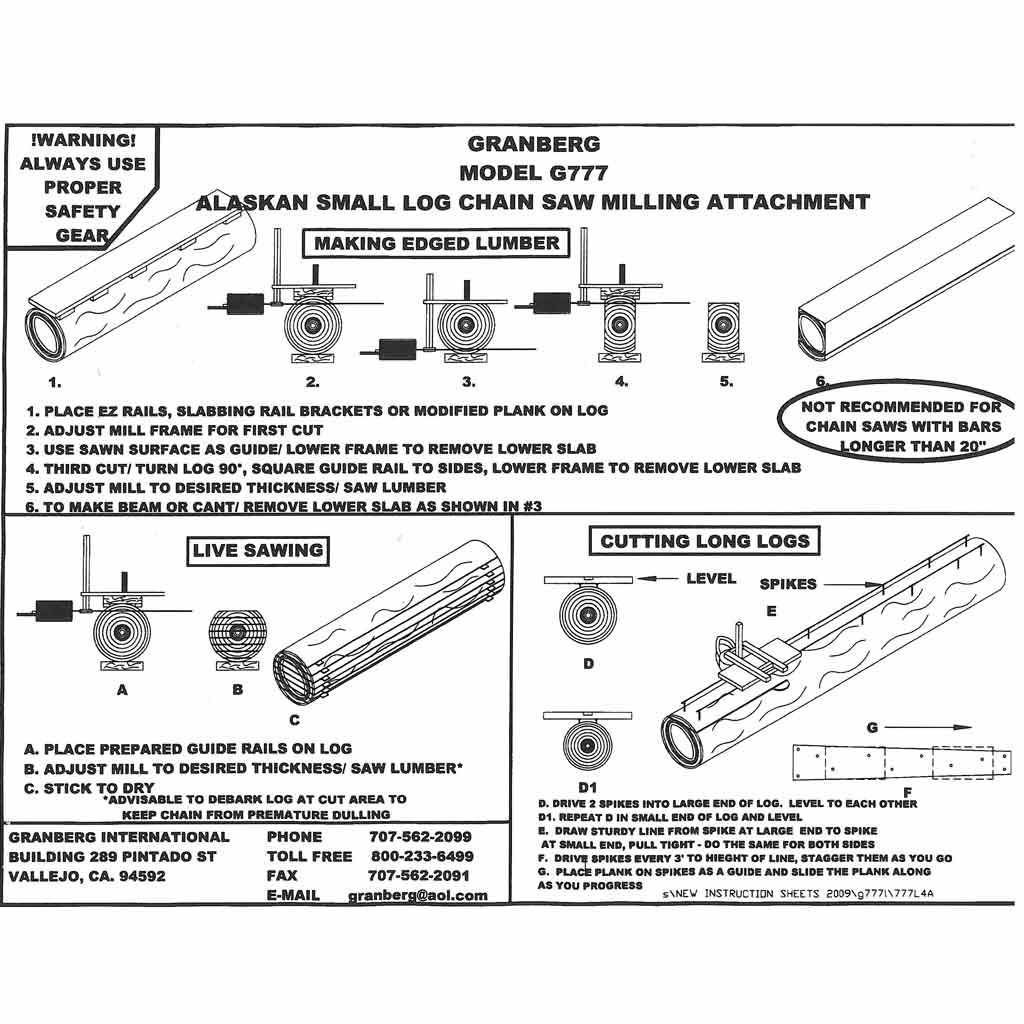 !WARNING!
ALWAYS USE
PROPER
SAFETY
GEAR
GRANBERG
MODEL G777
ALASKAN SMALL LOG CHAIN SAW MILLING ATTACHMENT
MAKING EDGED LUMBER
1.
2.
3.
4.
5.
6.
1. PLACE EZ RAILS, SLABBING RAIL BRACKETS OR MODIFIED PLANK ON LOG
2. ADJUST MILL FRAME FOR FIRST CUT
3. USE SAWN SURFACE AS GUIDE/ LOWER FRAME TO REMOVE LOWER SLAB
4. THIRD CUT/ TURN LOG 90°, SQUARE GUIDE RAIL TO SIDES, LOWER FRAME TO REMOVE LOWER SLAB
5. ADJUST MILL TO DESIRED THICKNESS/ SAW LUMBER
6. TO MAKE BEAM OR CANT/ REMOVE LOWER SLAB AS SHOWN IN #3
NOT RECOMMENDED FOR
CHAIN SAWS WITH BARS
LONGER THAN 20"
LIVE SAWING
A
B
C
A. PLACE PREPARED GUIDE RAILS ON LOG
B. ADJUST MILL TO DESIRED THICKNESS/ SAW LUMBER*
C. STICK TO DRY
*ADVISABLE TO DEBARK LOG AT CUT AREA TO
KEEP CHAIN FROM PREMATURE DULLING
CUTTING LONG LOGS
LEVEL
SPIKES
E
D
G
D1
F
D. DRIVE 2 SPIKES INTO LARGE END OF LOG. LEVEL TO EACH OTHER
D1. REPEAT D IN SMALL END OF LOG AND LEVEL
E. DRAW STURDY LINE FROM SPIKE AT LARGE END TO SPIKE
AT SMALL END, PULL TIGHT - DO THE SAME FOR BOTH SIDES
F. DRIVE SPIKES EVERY 3' TO HIEGHT OF LINE, STAGGER THEM AS YOU GO
G. PLACE PLANK ON SPIKES AS A GUIDE AND SLIDE THE PLANK ALONG
AS YOU PROGRESS
s\NEW INSTRUCTION SHEETS 2009\g777\\777L4A
GRANBERG INTERNATIONAL
BUILDING 289 PINTADO ST
VALLEJO, CA. 94592
PHONE 707-562-2099
TOLL FREE 800-233-6499
FAX 707-562-2091
E-MAIL granberg@aol.com